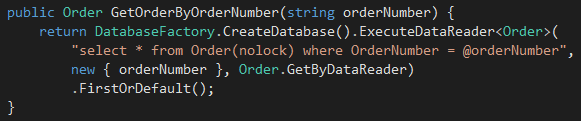 public Order GetOrderByOrderNumber(string orderNumber) {
    return DatabaseFactory.CreateDatabase().ExecuteDataReader<Order>(
        "select * from Order(nolock) where OrderNumber = @orderNumber",
        new { orderNumber }, Order.GetByDataReader)
        .FirstOrDefault();
}